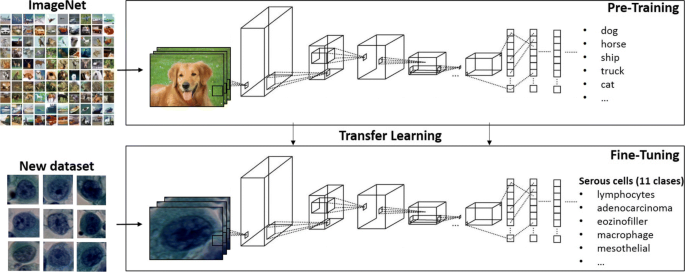 ImageNet
Pre-Training
• dog
• horse
• ship
• truck
• cat
• ...
...
Transfer Learning
New dataset
Fine-Tuning
Serous cells (11 clases)
• lymphocytes
• adenocarcinoma
• eozinofiller
• macrophage
• mesothelial
• ...
...